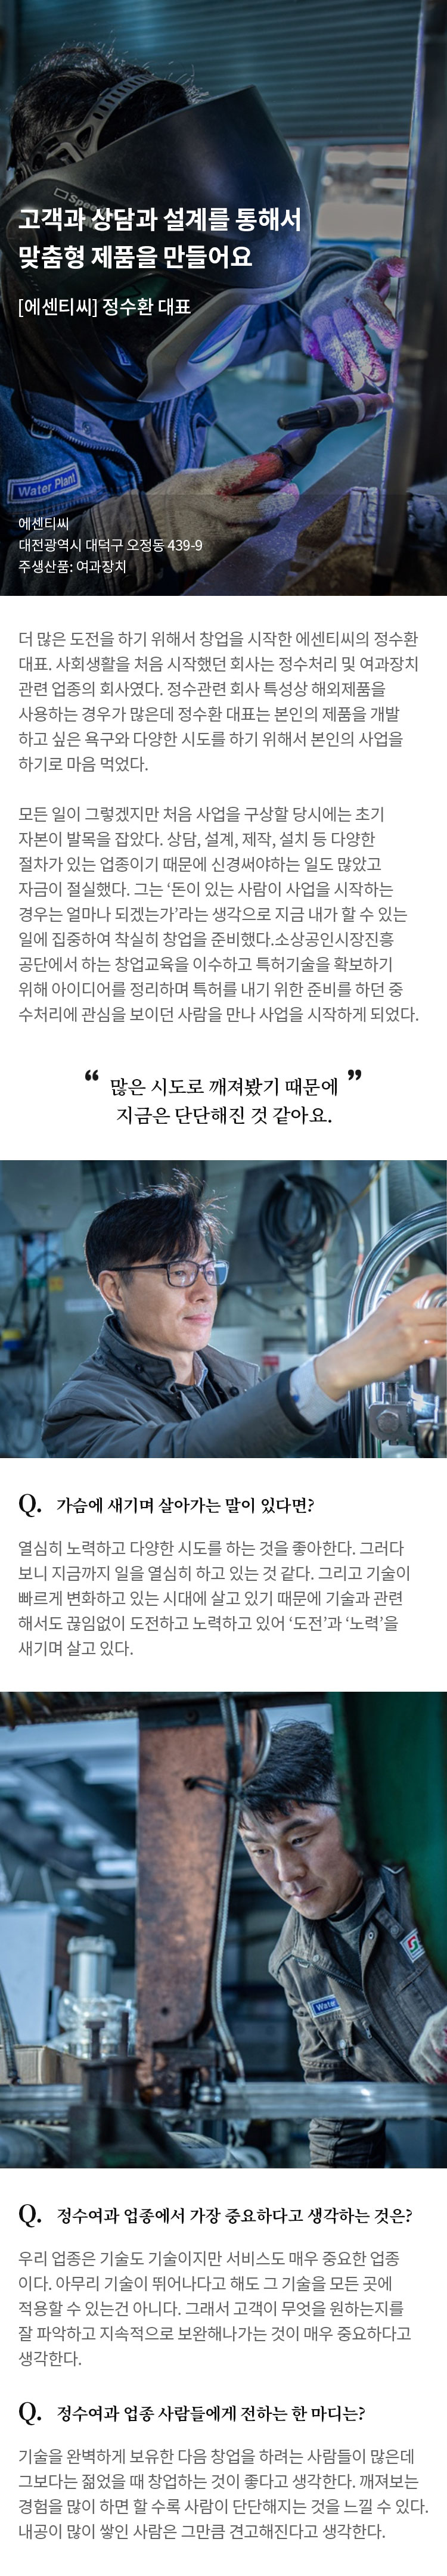 Speed
고객과 상담과 설계를 통해서
맞춤형 제품을 만들어요
[에센티씨] 정수환 대표
Water Plant
에센티씨
대전광역시 대덕구 오정동 439-9
주생산품: 여과장치
더 많은 도전을 하기 위해서 창업을 시작한 에센티씨의 정수환
대표. 사회생활을 처음 시작했던 회사는 정수처리 및 여과장치
관련 업종의 회사였다. 정수관련 회사 특성상 해외제품을
사용하는 경우가 많은데 정수환 대표는 본인의 제품을 개발
하고 싶은 욕구와 다양한 시도를 하기 위해서 본인의 사업을
하기로 마음 먹었다.
모든 일이 그렇겠지만 처음 사업을 구상할 당시에는 초기
자본이 발목을 잡았다. 상담, 설계, 제작, 설치 등 다양한
절차가 있는 업종이기 때문에 신경써야하는 일도 많았고
자금이 절실했다. 그는 ‘돈이 있는 사람이 사업을 시작하는
경우는 얼마나 되겠는가’라는 생각으로 지금 내가 할 수 있는
일에 집중하여 착실히 창업을 준비했다.소상공인시장진흥
공단에서 하는 창업교육을 이수하고 특허기술을 확보하기
위해 아이디어를 정리하며 특허를 내기 위한 준비를 하던 중
수처리에 관심을 보이던 사람을 만나 사업을 시작하게 되었다.
“ 많은 시도로 깨져봤기 때문에 ”
지금은 단단해진 것 같아요.
Q. 가슴에 새기며 살아가는 말이 있다면?
열심히 노력하고 다양한 시도를 하는 것을 좋아한다. 그러다
보니 지금까지 일을 열심히 하고 있는 것 같다. 그리고 기술이
빠르게 변화하고 있는 시대에 살고 있기 때문에 기술과 관련
해서도 끊임없이 도전하고 노력하고 있어 ‘도전’과 ‘노력’을
새기며 살고 있다.
Water
Q. 정수여과 업종에서 가장 중요하다고 생각하는 것은?
우리 업종은 기술도 기술이지만 서비스도 매우 중요한 업종
이다. 아무리 기술이 뛰어나다고 해도 그 기술을 모든 곳에
적용할 수 있는건 아니다. 그래서 고객이 무엇을 원하는지를
잘 파악하고 지속적으로 보완해나가는 것이 매우 중요하다고
생각한다.
Q. 정수여과 업종 사람들에게 전하는 한 마디는?
기술을 완벽하게 보유한 다음 창업을 하려는 사람들이 많은데
그보다는 젊었을 때 창업하는 것이 좋다고 생각한다. 깨져보는
경험을 많이 하면 할 수록 사람이 단단해지는 것을 느낄 수 있다.
내공이 많이 쌓인 사람은 그만큼 견고해진다고 생각한다.